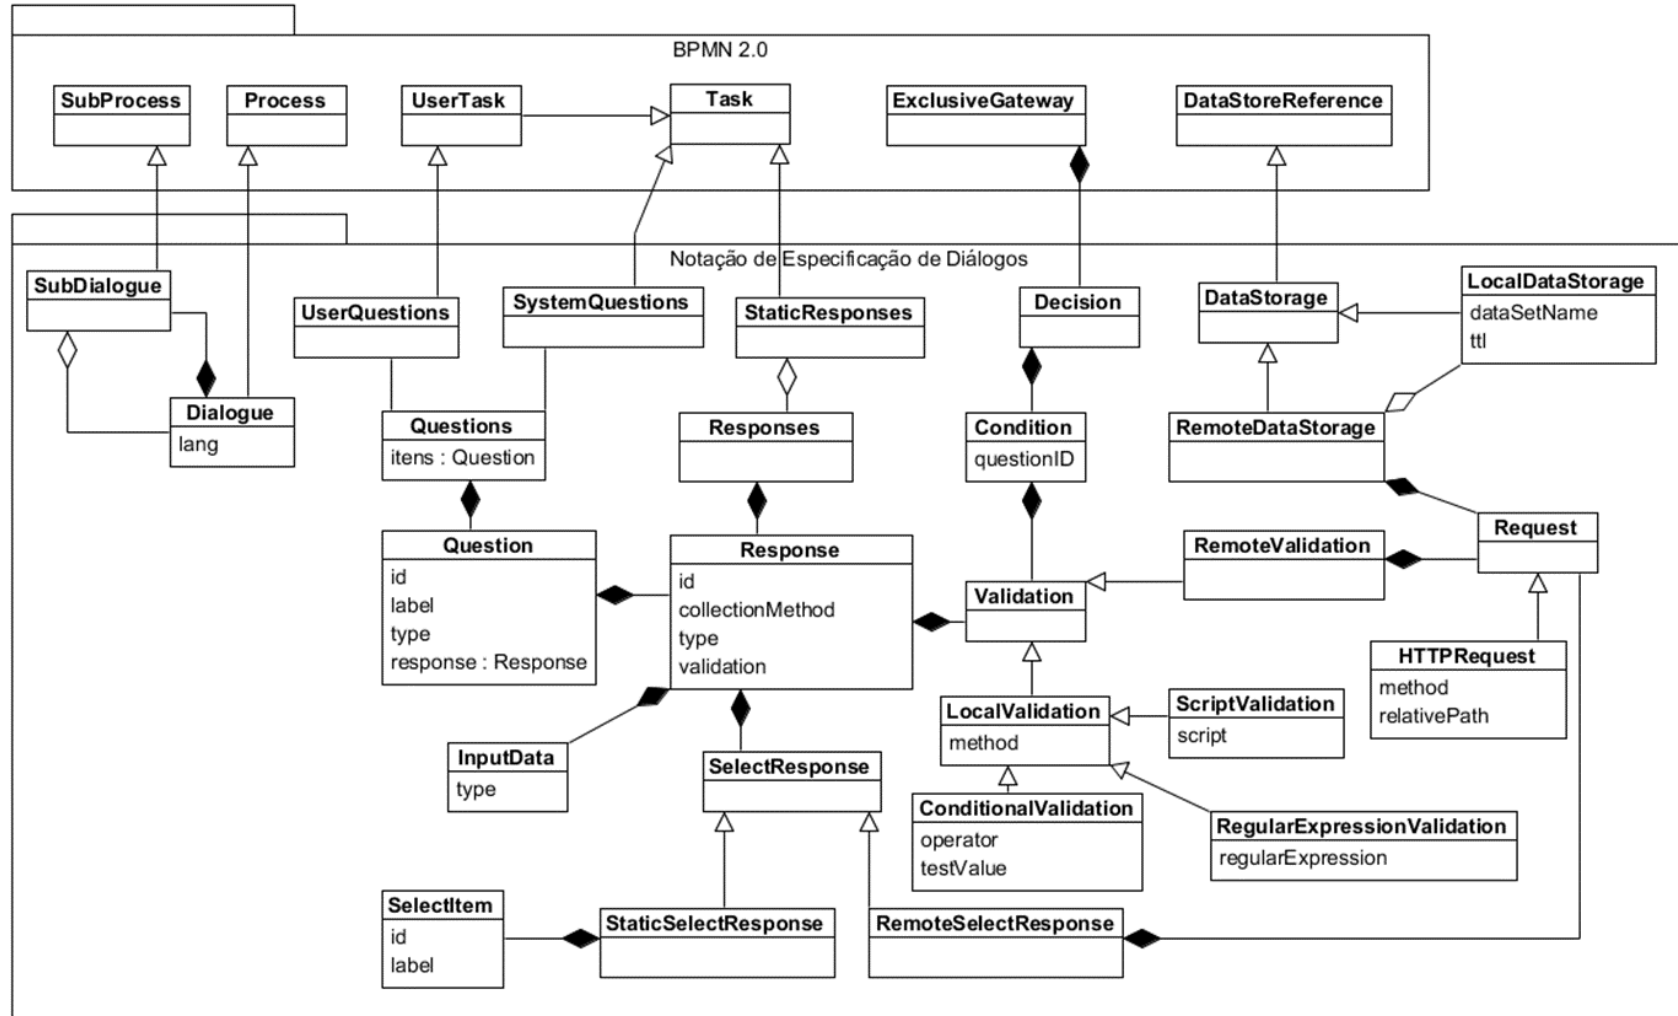 BPMN 2.0
SubProcess
Process
UserTask
Task
ExclusiveGateway
DataStoreReference
Notação de Especificação de Diálogos
SubDialogue
UserQuestions
SystemQuestions
StaticResponses
Decision
DataStorage
LocalDataStorage
dataSetName
ttl
Dialogue
lang
Questions
itens : Question
Responses
Condition
questionID
RemoteDataStorage
Question
id
label
type
response : Response
Response
id
collectionMethod
type
validation
Validation
RemoteValidation
Request
HTTPRequest
method
relativePath
InputData
type
SelectResponse
LocalValidation
method
ScriptValidation
script
ConditionalValidation
operator
testValue
RegularExpressionValidation
regularExpression
SelectItem
id
label
StaticSelectResponse
RemoteSelectResponse